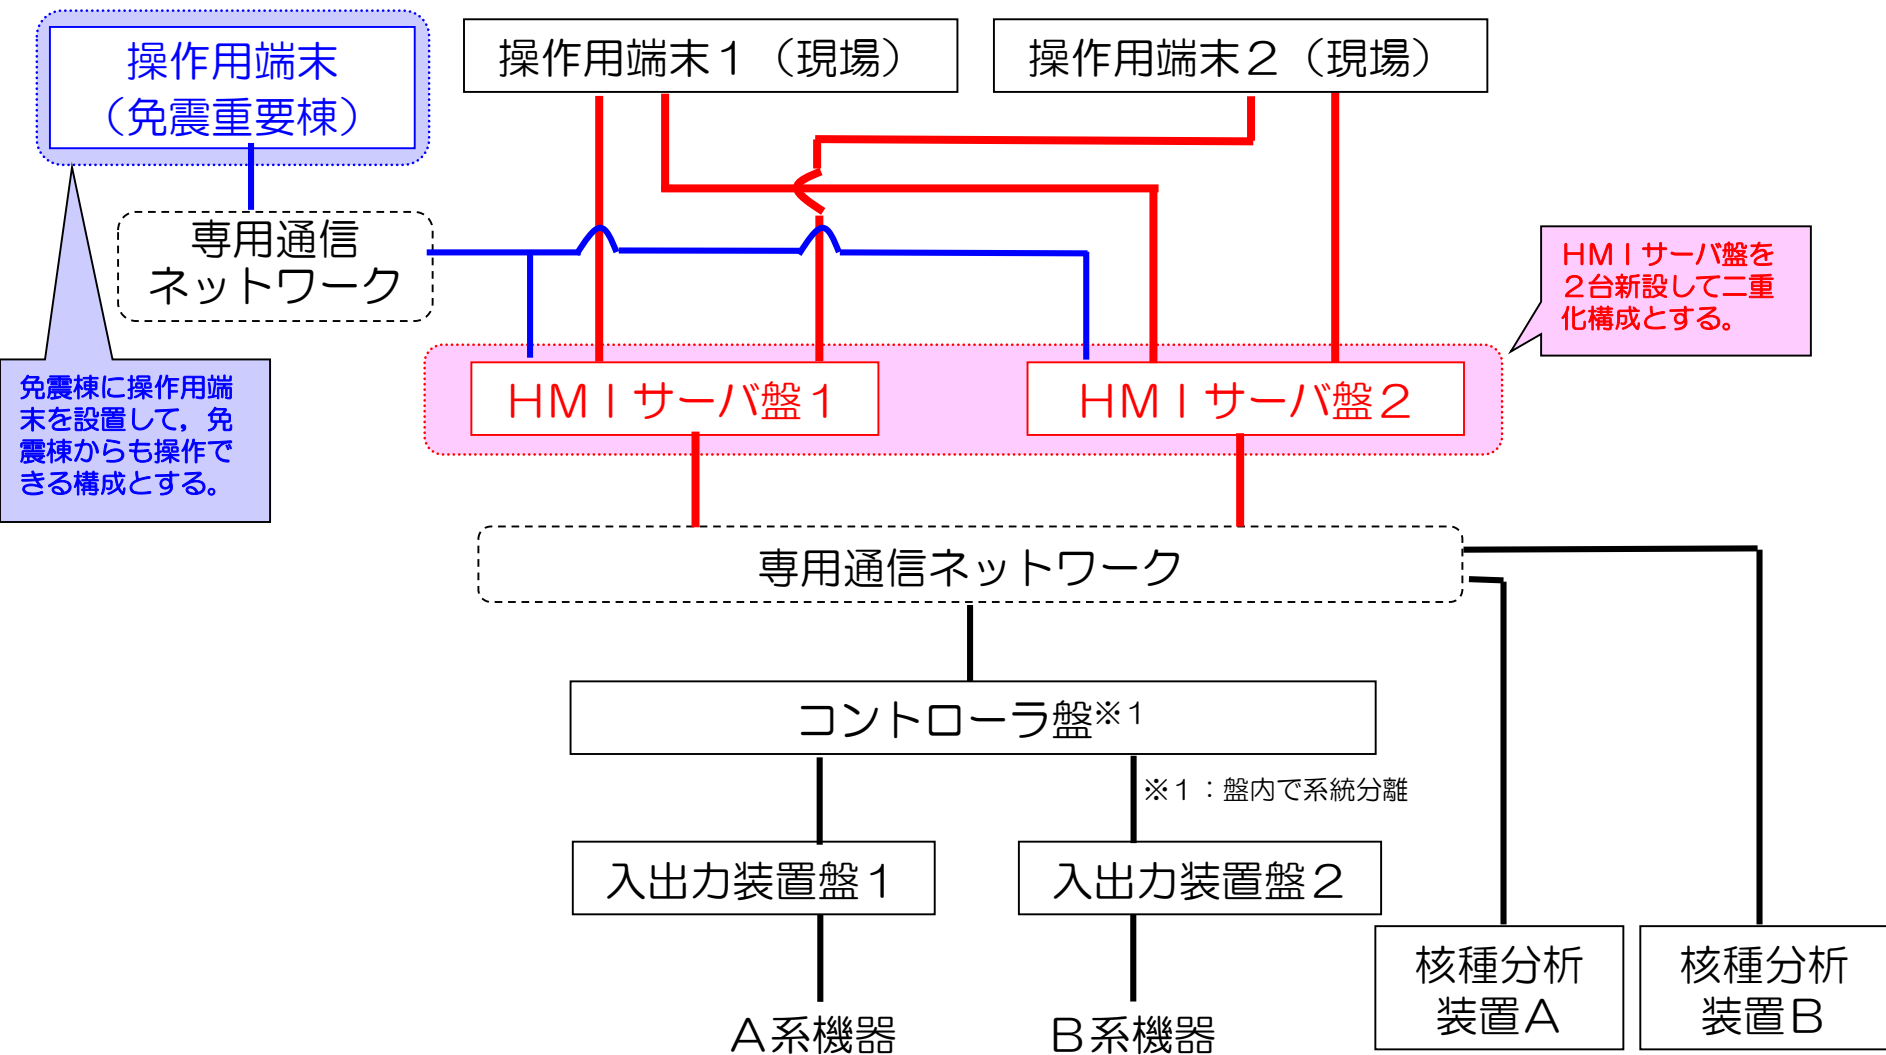 操作用端末
（免震重要棟）
操作用端末１（現場）
操作用端末２（現場）
専用通信
ネットワーク
ＨＭＩサーバ盤を
２台新設して二重
化構成とする。
免震棟に操作用端
末を設置して，免
震棟からも操作で
きる構成とする。
ＨＭＩサーバ盤１
ＨＭＩサーバ盤２
専用通信ネットワーク
コントローラ盤※１
※１：盤内で系統分離
入出力装置盤１
入出力装置盤２
核種分析
装置Ａ
核種分析
装置Ｂ
Ａ系機器
Ｂ系機器